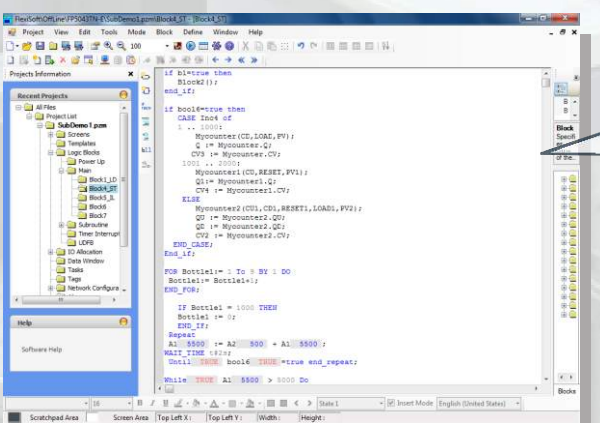 FlexiSoft\OffLine\FP5043TN-E\SubDemo1.pzm\Block4_ST - [Block4_ST]
Project View Edit Tools Mode Block Define Window Help
100
Projects Information
Recent Projects
All Files
Project List
SubDemo1.pzm
Screens
Templates
Logic Blocks
Power Up
Main
Block1_LD
Block4_ST
Block5_IL
Block6
Block7
Subroutine
Timer Interrupt
UDFB
IO Allocation
Data Window
Tasks
Tags
Network Configura
Help
Software Help
if b1=true then
Block2();
end_if;
if bool6=true then
CASE Inc4 of
1 .. 1000:
Mycounter(CD,LOAD,PV);
Q := Mycounter.Q;
CV3 := Mycounter.CV;
1001 .. 2000:
Mycounter1(CU,RESET,PV1);
Q1:= Mycounter1.Q;
CV4 := Mycounter1.CV;
ELSE
Mycounter2(CU1,CD1,RESET1,LOAD1,PV2);
QU := Mycounter2.QU;
QD := Mycounter2.QD;
CV2 := Mycounter2.CV;
END_CASE;
End_if;
FOR Bottle1:= 1 To 9 BY 1 DO
Bottle1:= Bottle1+1;
END_FOR;
IF Bottle1 = 1000 THEN
Bottle1 := 0;
END_IF;
Repeat
A1 5500 := A2 500 + A1 5500 ;
WAIT_TIME t#2s;
Until TRUE bool6 TRUE =true end_repeat;
While TRUE A1 5500 > 5000 Do
Block
Specifi
of the..
Blocks
16
B I U
State 1
Insert Mode
English (United States)
Scratchpad Area Screen Area Top Left X : Top Left Y : Width : Height :